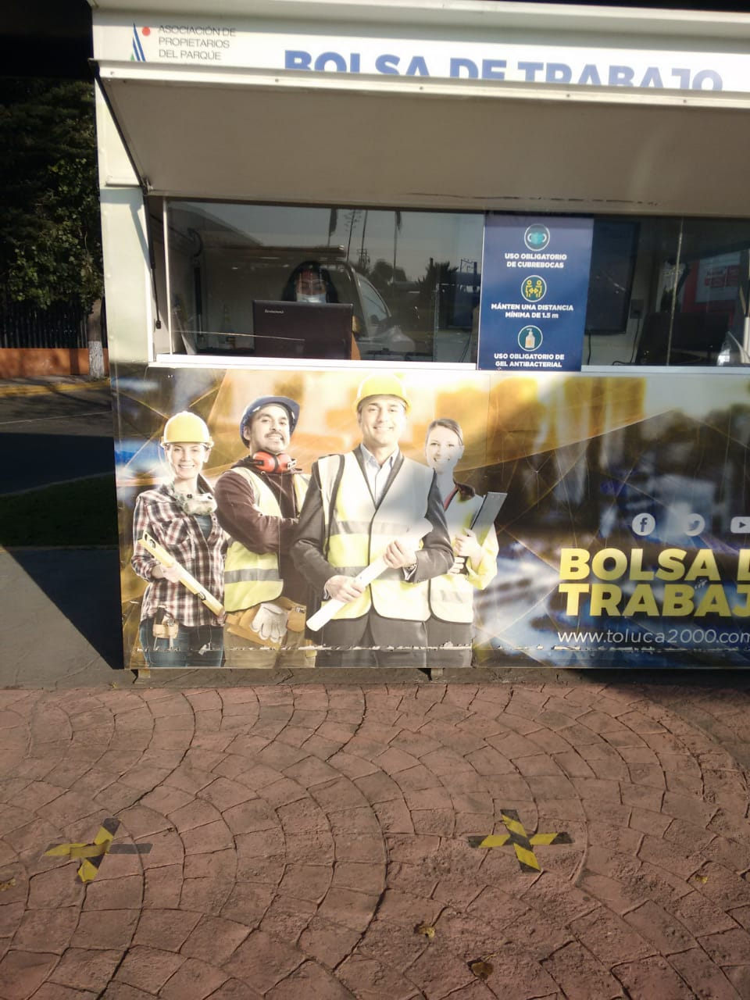 ASOCIACIÓN DE
PROPIETARIOS
DEL PARQUE
BOLSA DE TRABAJO
Lenovo
USO OBLIGATORIO
DE CUBREBOCAS
MÁNTEN UNA DISTANCIA
MÍNIMA DE 1.5 m
USO OBLIGATORIO DE
GEL ANTIBACTERIAL
BOLSA D
TRABAJ
www.toluca2000.com